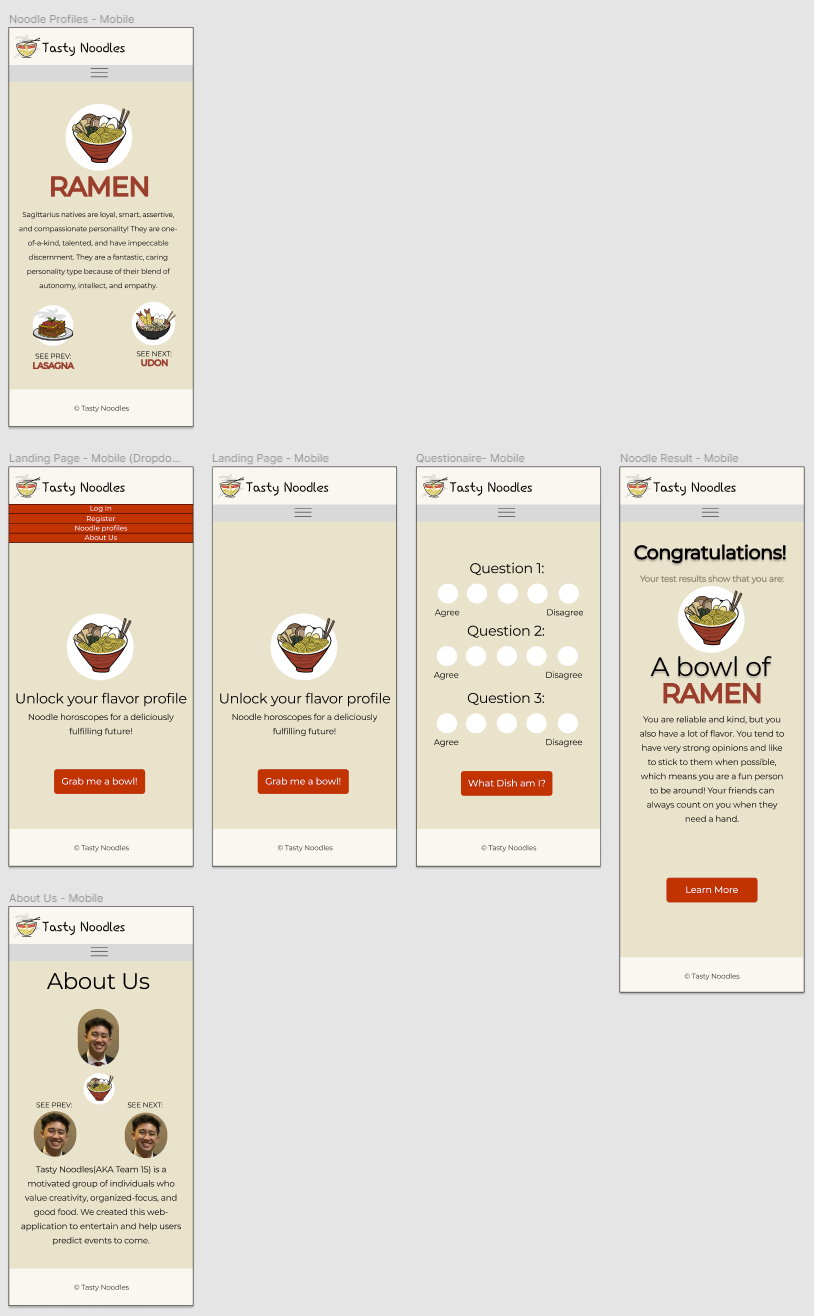 Noodle Profiles - Mobile
Tasty Noodles
RAMEN
Sagittarius natives are loyal, smart, assertive,
and compassionate personality! They are one-
of-a-kind, talented, and have impeccable
discernment. They are a fantastic, caring
personality type because of their blend of
autonomy, intellect, and empathy.
SEE PREV:
LASAGNA
SEE NEXT:
UDON
© Tasty Noodles
Landing Page - Mobile (Dropdo...
Tasty Noodles
Log In
Register
Noodle profiles
About Us
Unlock your flavor profile
Noodle horoscopes for a deliciously
fulfilling future!
Grab me a bowl!
© Tasty Noodles
Landing Page - Mobile
Tasty Noodles
Unlock your flavor profile
Noodle horoscopes for a deliciously
fulfilling future!
Grab me a bowl!
© Tasty Noodles
Questionaire- Mobile
Tasty Noodles
Question 1:
Agree
Disagree
Question 2:
Agree
Disagree
Question 3:
Agree
Disagree
What Dish am I?
© Tasty Noodles
Noodle Result - Mobile
Tasty Noodles
Congratulations!
Your test results show that you are:
A bowl of
RAMEN
You are reliable and kind, but you
also have a lot of flavor. You tend to
have very strong opinions and like
to stick to them when possible,
which means you are a fun person
to be around! Your friends can
always count on you when they
need a hand.
Learn More
© Tasty Noodles
About Us - Mobile
Tasty Noodles
About Us
SEE PREV:
SEE NEXT:
Tasty Noodles(AKA Team 15) is a
motivated group of individuals who
value creativity, organized-focus, and
good food. We created this web-
application to entertain and help users
predict events to come.
© Tasty Noodles